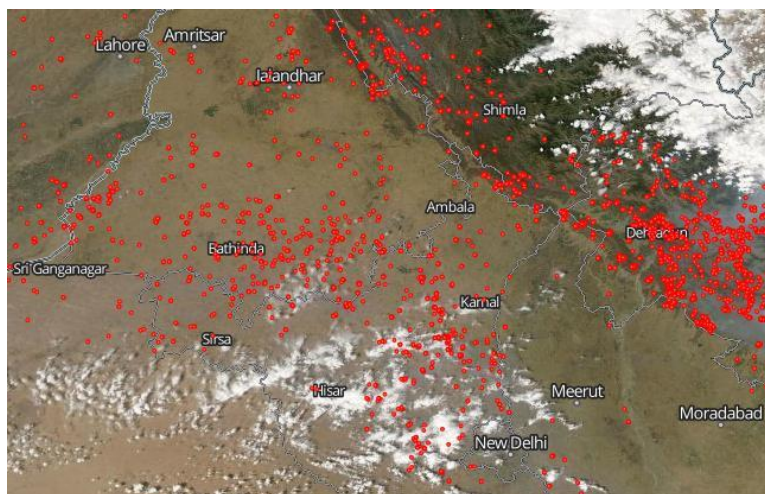 Amritsar
Lahore
Jalandhar
Shimla
Ambala
Dehradun
Bathinda
Sri Ganganagar
Karnal
Sirsa
Hisar
Meerut
Moradabad
New Delhi